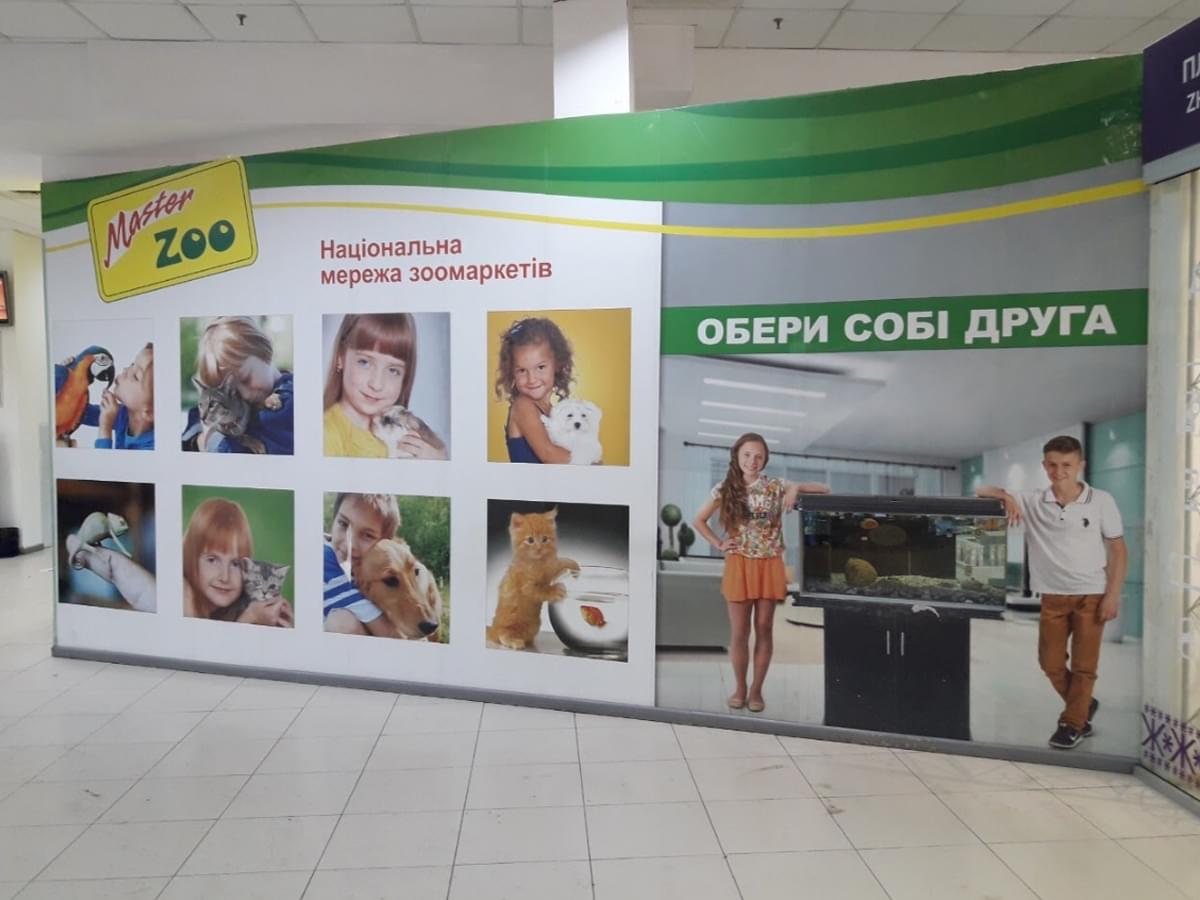 Master
Zoo
Національна
мережа зоомаркетів
ОБЕРИ СОБІ ДРУГА